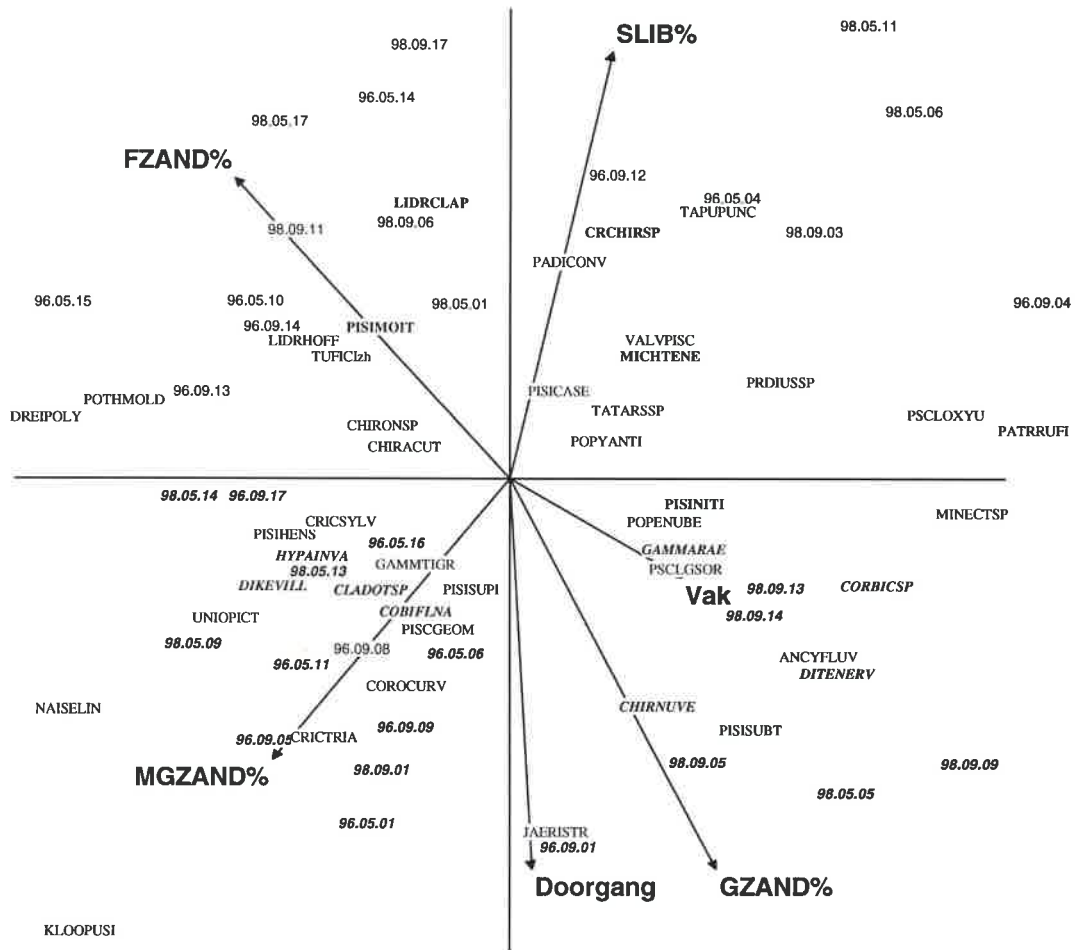 98.05.11
SLIB%
98.09.17
96.05.14
98.05.06
98.05.17
FZAND%
96.09.12
96.05.04
LIDRCLAP
TAPUPUNC
98.09.06
98.09.11
CRCHIRSP
98.09.03
PADICONV
96.05.15
96.05.10
98.05.01
96.09.04
96.09.14
PISIMOIT
LIDRHOFF
VALVPISC
TUFIClzh
MICHTENE
PRDIUSSP
96.09.13
PISICASE
POTHMOLD
DREIPOLY
TATARSSP
PSCLOXYU
CHIRONSP
PATRRUFI
CHIRACUT
POPYANTI
98.05.14
96.09.17
PISINITI
MINECTSP
CRICSYLV
POPENUBE
PISIHENS
96.05.16
GAMMARAE
HYPAINVA
GAMMTIGR
98.05.13
PSCLGSOR
DIKEVILL
CLADOTSP
PISISUPI
98.09.13
CORBICSP
Vak
COBIFLNA
98.09.14
UNIOPICT
PISCGEOM
98.05.09
96.09.08
96.05.06
96.05.11
ANCYFLUV
DITENERV
COROCURV
NAISELIN
CHIRNUVE
96.09.09
PISISUBT
96.09.05
CRICTRIA
98.09.05
98.09.09
MGZAND%
98.09.01
98.05.05
96.05.01
JAERISTR
96.09.01
Doorgang
GZAND%
KLOOPUSI